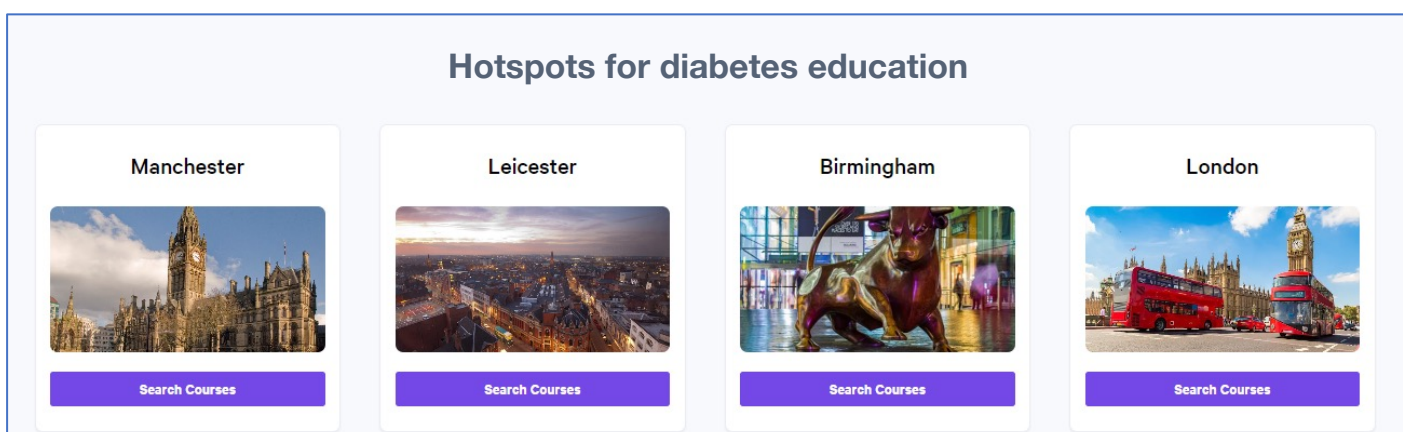 Hotspots for diabetes education
Manchester
Leicester
Birmingham
London
Search Courses
Search Courses
Search Courses
Search Courses